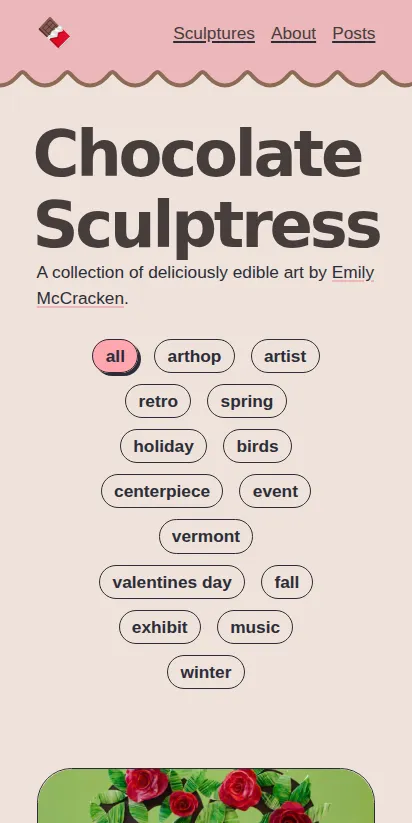 Sculptures About Posts
Chocolate
Sculptress
A collection of deliciously edible art by Emily
McCracken.
all arthop artist
retro spring
holiday birds
centerpiece event
vermont
valentines day fall
exhibit music
winter